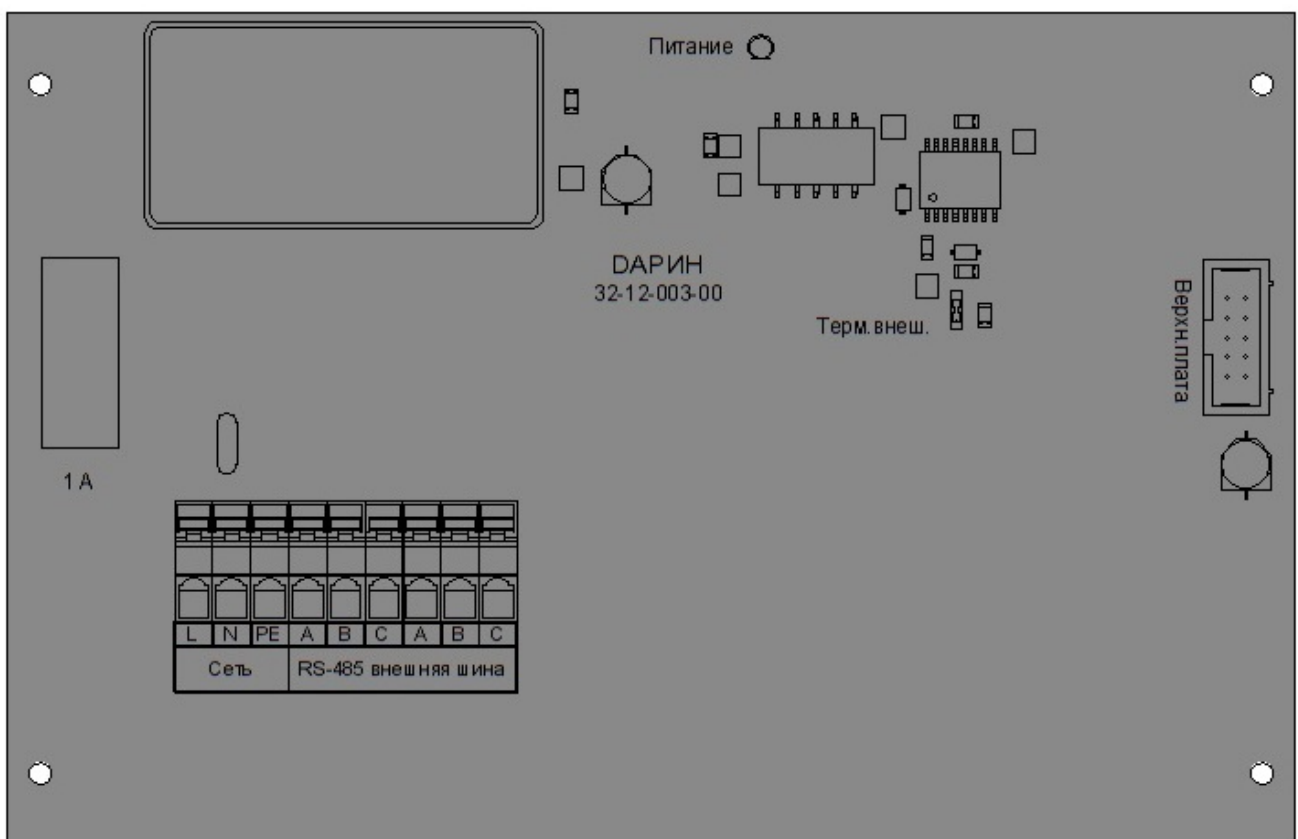 Питание
DАРИН
32-12-003-00
Терм.внеш.
Верхн.плата
1 А
L N PE A B C A B C
Сеть RS-485 внешняя шина